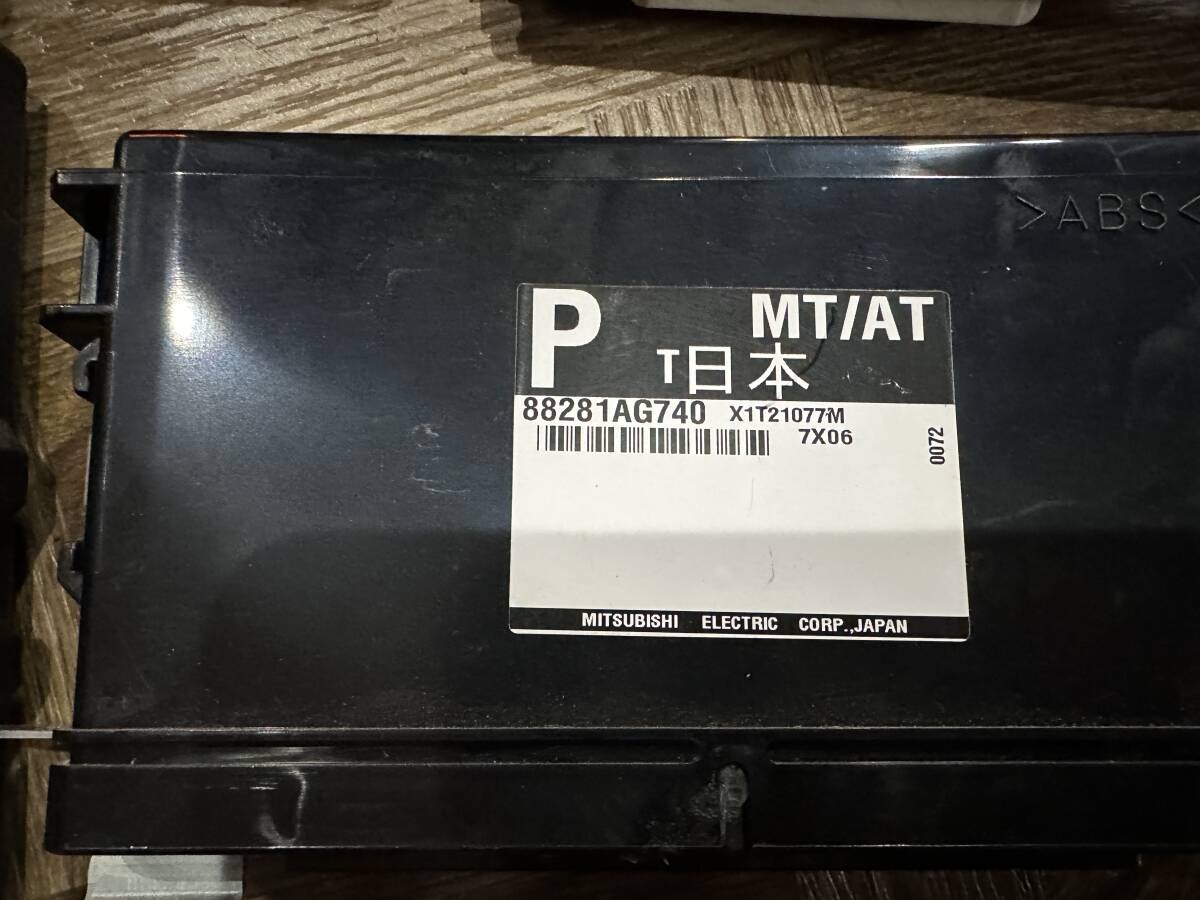 >ABS<
P MT/AT
T日本
88281AG740 X1T21077M
7X06
0072
MITSUBISHI ELECTRIC CORP.,JAPAN